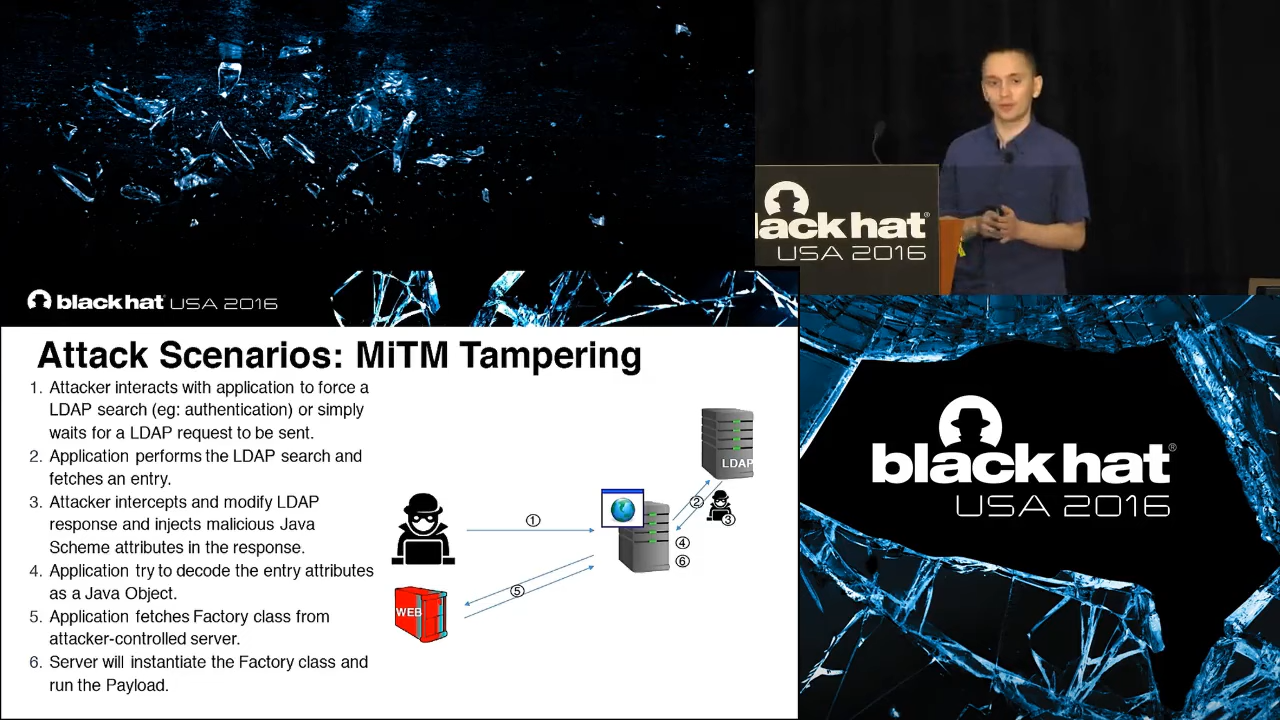 black hat USA 2016
Attack Scenarios: MiTM Tampering
1. Attacker interacts with application to force a
LDAP search (eg: authentication) or simply
waits for a LDAP request to be sent.
2. Application performs the LDAP search and
fetches an entry.
3. Attacker intercepts and modify LDAP
response and injects malicious Java
Scheme attributes in the response.
4. Application try to decode the entry attributes
as a Java Object.
5. Application fetches Factory class from
attacker-controlled server.
6. Server will instantiate the Factory class and
run the Payload.
LDAP
②
③
①
④
⑥
⑤
WEB
lack hat®
USA 2016
black hat®
USA 2016